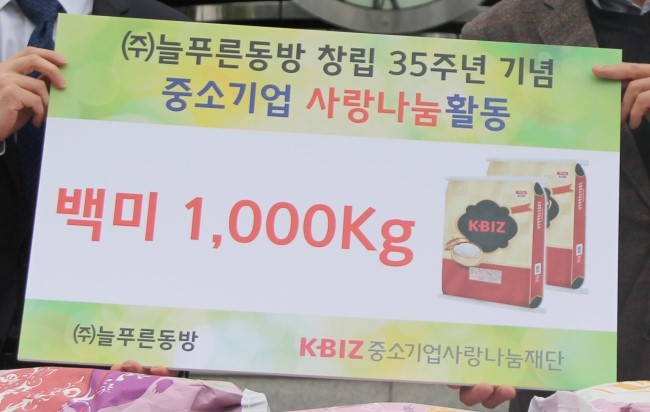 ㈜늘푸른동방 창립 35주년 기념
중소기업 사랑나눔활동
백미 1,000Kg
K-BIZ
㈜늘푸른동방
K-BIZ 중소기업사랑나눔재단